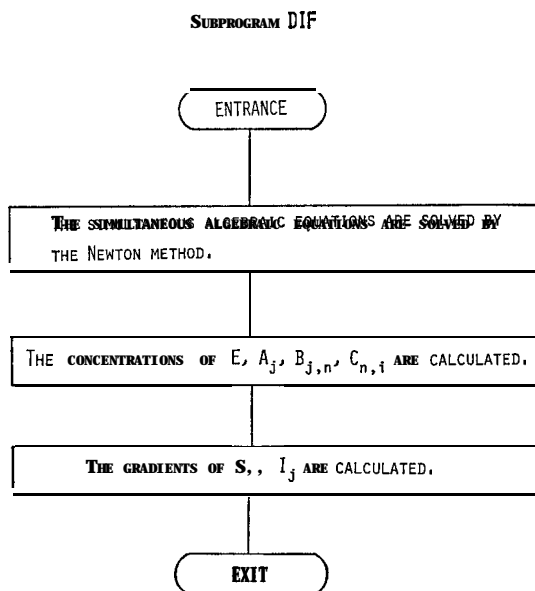 SUBPROGRAM DIF
ENTRANCE
THE SIMULTANEOUS ALGEBRAIC EQUATIONS ARE SOLVED BY
THE NEWTON METHOD.
THE CONCENTRATIONS OF E, A_j, B_j,n, C_n,i ARE CALCULATED.
THE GRADIENTS OF S,, I_j ARE CALCULATED.
EXIT